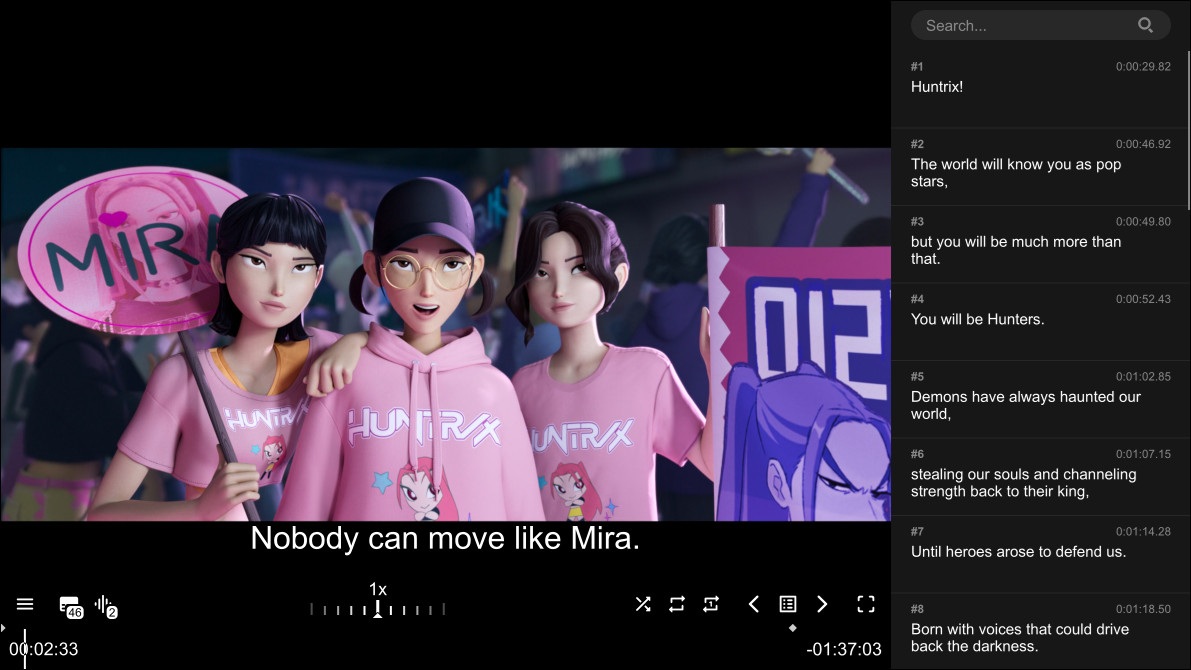 MIRA
HUNTR/X
HUNTR/X
HUNTR/X
Nobody can move like Mira.
1x
46
2
1
00:02:33
-01:37:03
Search...
#1 0:00:29.82
Huntrix!
#2 0:00:46.92
The world will know you as pop
stars,
#3 0:00:49.80
but you will be much more than
that.
#4 0:00:52.43
You will be Hunters.
#5 0:01:02.85
Demons have always haunted our
world,
#6 0:01:07.15
stealing our souls and channeling
strength back to their king,
#7 0:01:14.28
Until heroes arose to defend us.
#8 0:01:18.50
Born with voices that could drive
back the darkness.